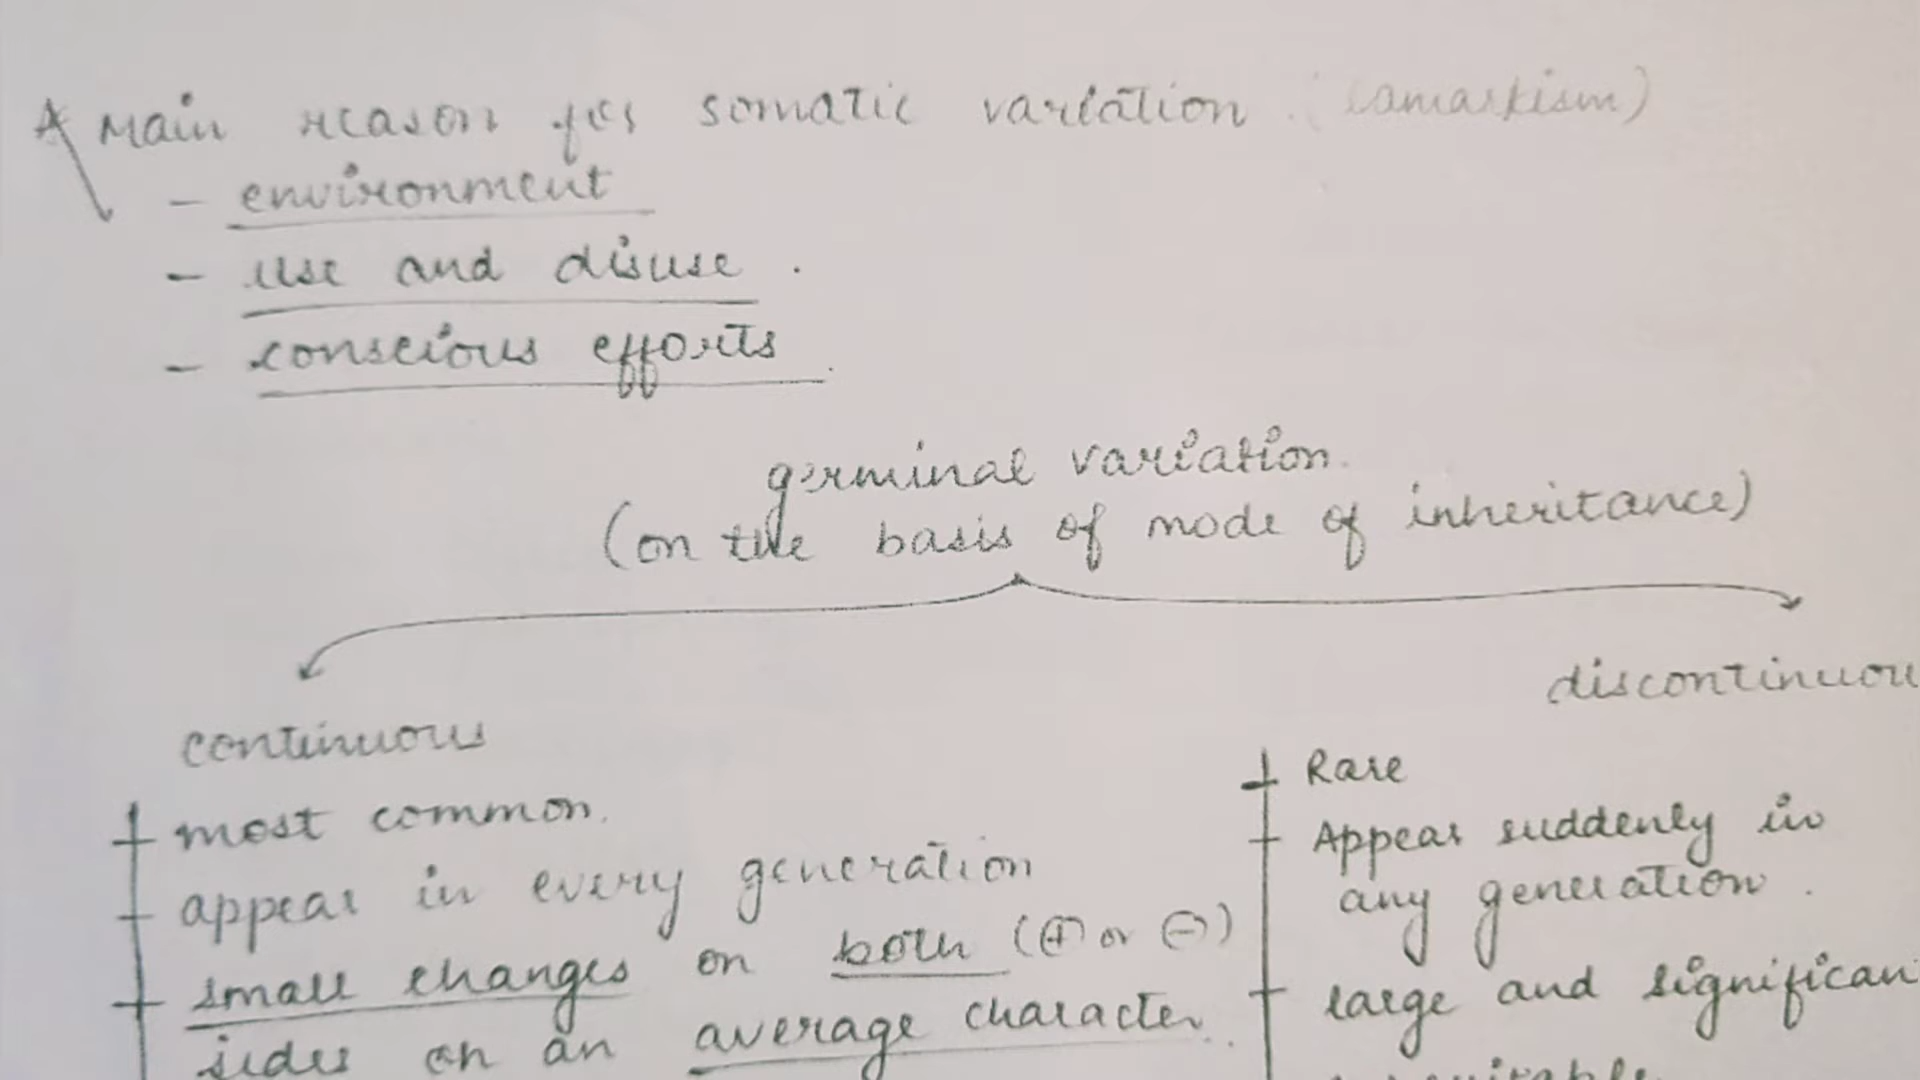 Main reason for somatic variation (Lamarkism)
- environment
- use and disuse.
- conscious efforts.
germinal variation.
(on the basis of mode of inheritance)
continuous
most common.
appear in every generation
small changes on both (+ or -)
sides on an average character.
discontinuou
Rare
Appear suddenly in
any generation.
large and significan